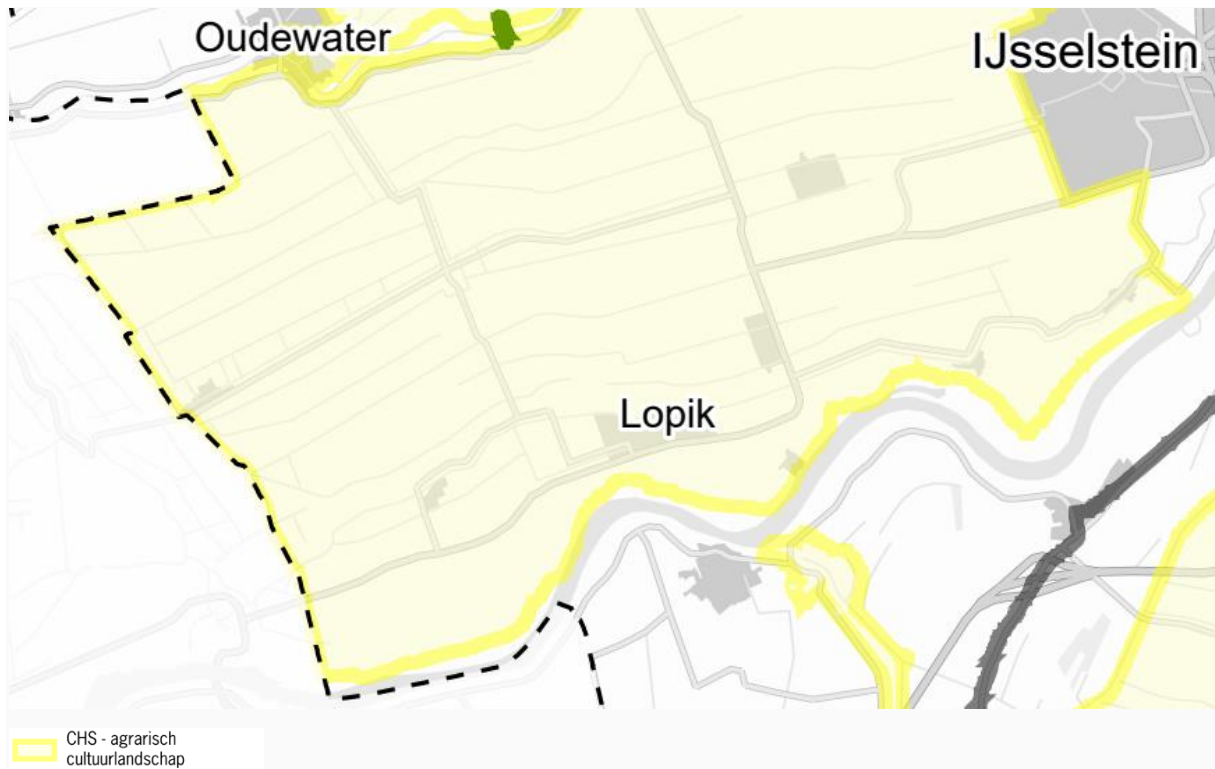 Oudewater
IJsselstein
Lopik
CHS - agrarisch
cultuurlandschap